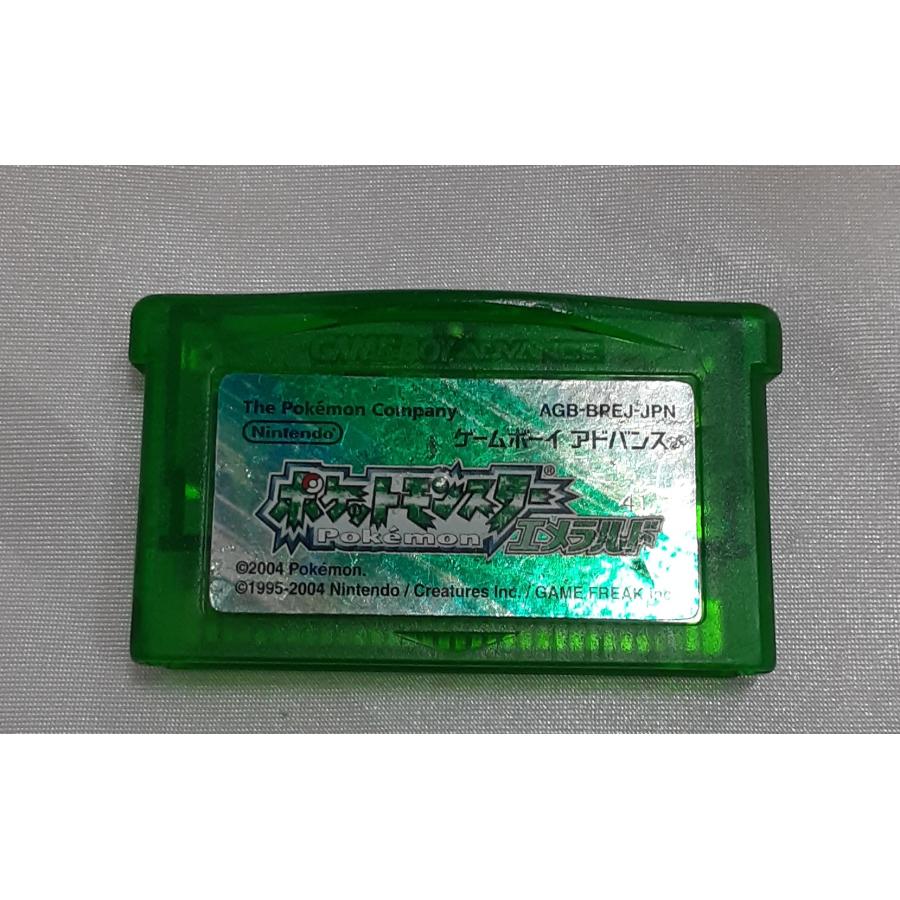 GAME BOY ADVANCE
The Pokémon Company AGB-BPEJ-JPN
Nintendo ゲームボーイ アドバンス
ポケットモンスター®
Pokémon エメラルド
©2004 Pokémon.
©1995-2004 Nintendo / Creatures Inc. / GAME FREAK inc.